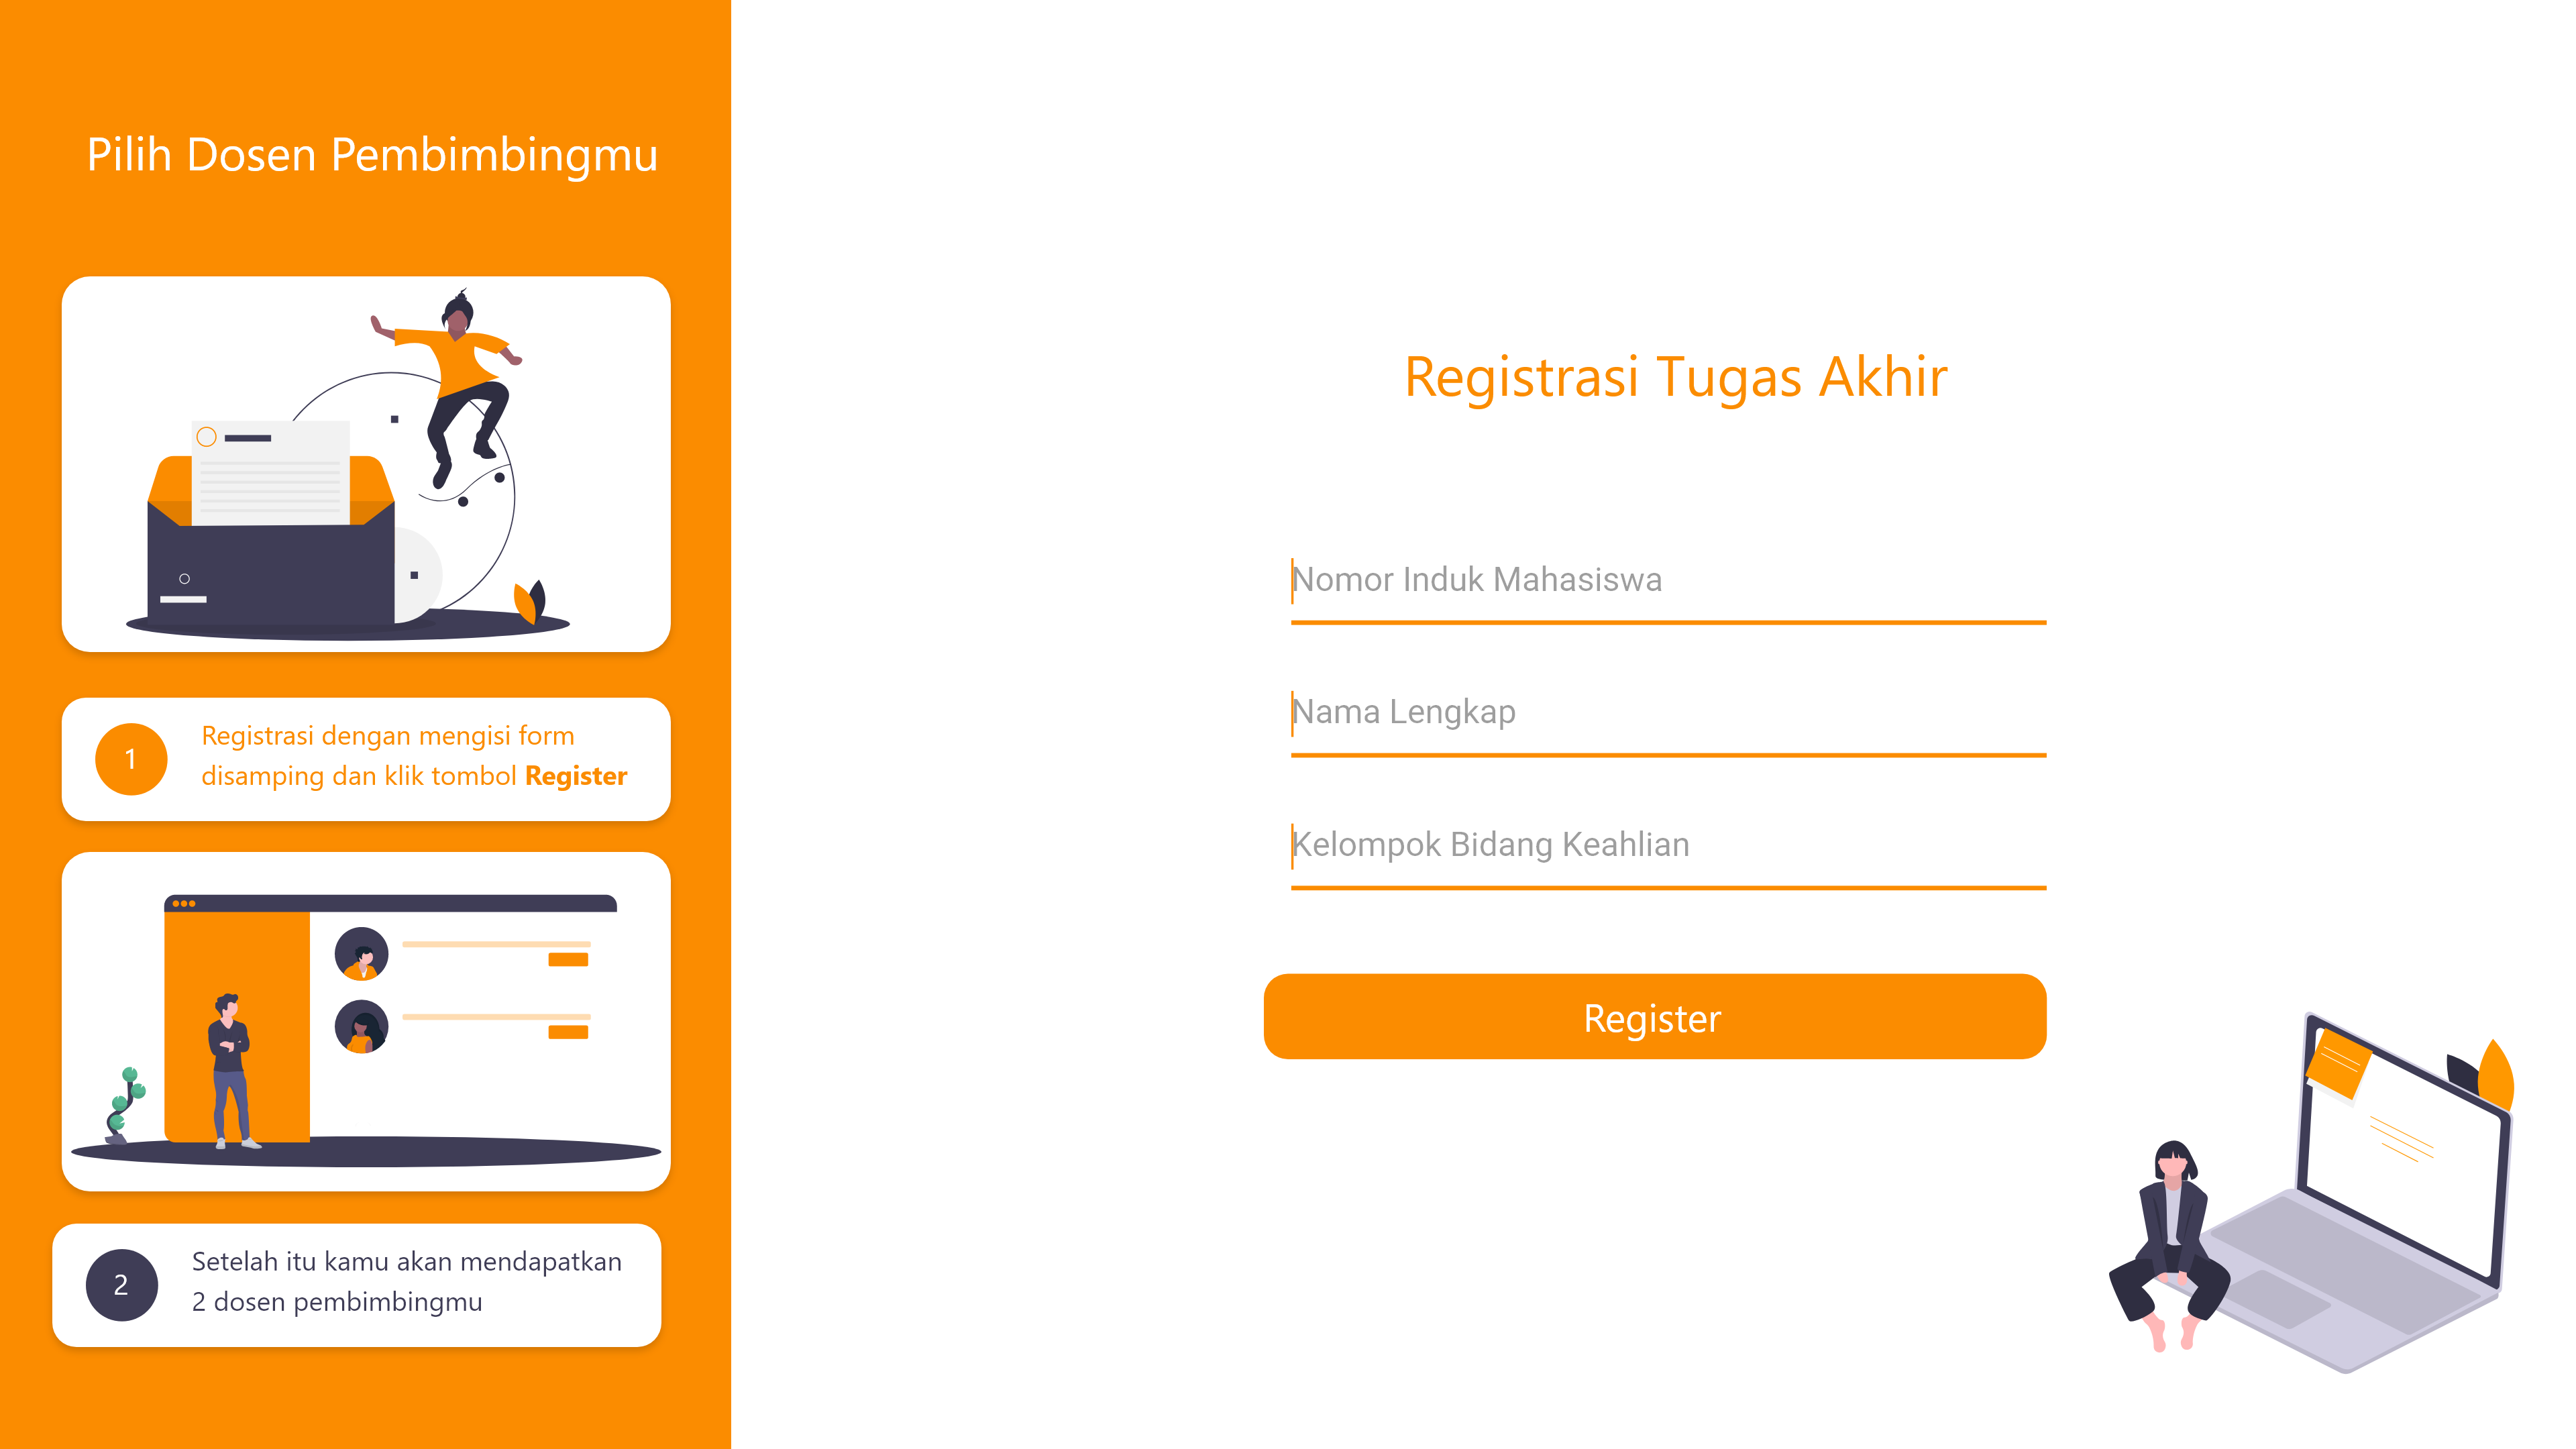 Pilih Dosen Pembimbingmu
1
Registrasi dengan mengisi form
disamping dan klik tombol Register
2
Setelah itu kamu akan mendapatkan
2 dosen pembimbingmu
Registrasi Tugas Akhir
Nomor Induk Mahasiswa
Nama Lengkap
Kelompok Bidang Keahlian
Register